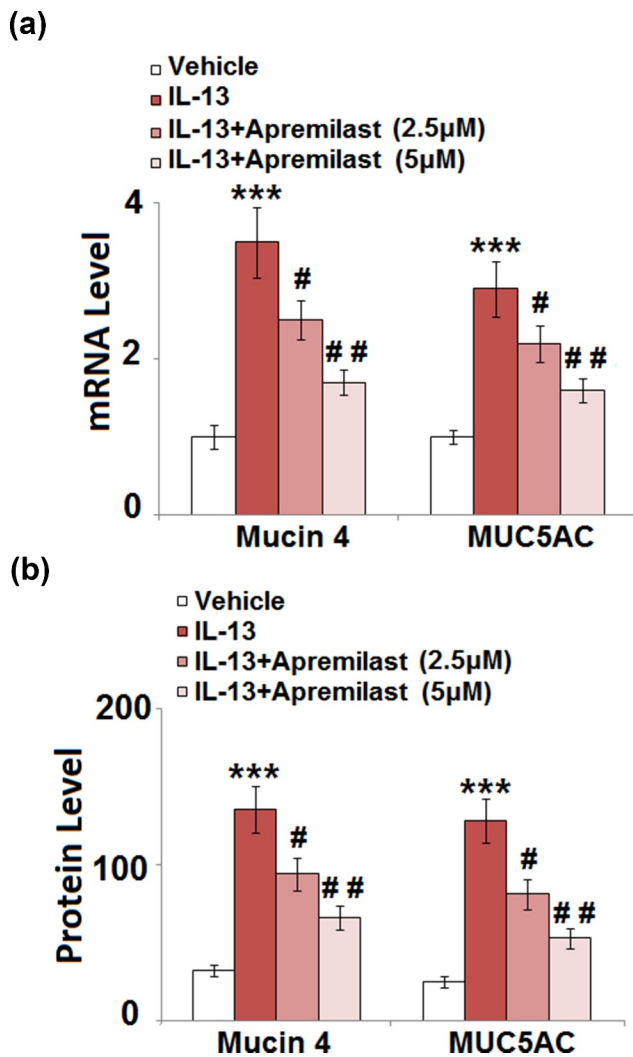 (a)
Vehicle
IL-13
IL-13+Apremilast (2.5μM)
IL-13+Apremilast (5μM)
mRNA Level
4
2
0
***
#
# #
***
#
# #
Mucin 4 MUC5AC
(b)
Vehicle
IL-13
IL-13+Apremilast (2.5μM)
IL-13+Apremilast (5μM)
Protein Level
200
100
0
***
#
# #
***
#
# #
Mucin 4 MUC5AC